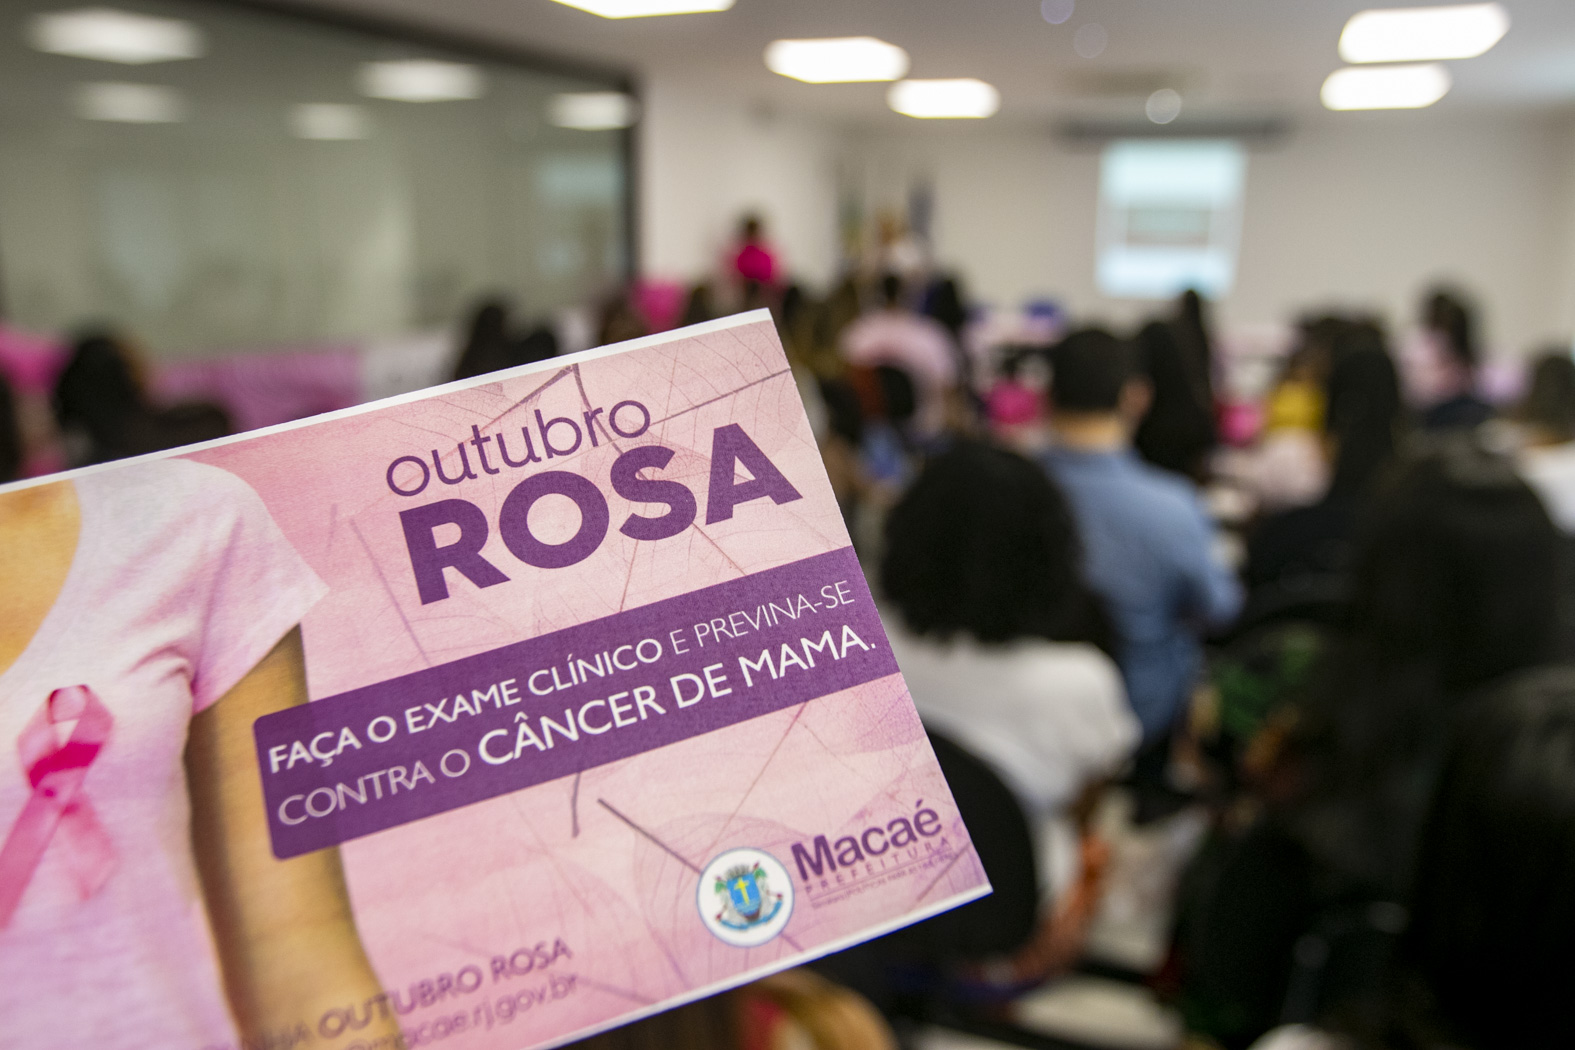 outubro
ROSA
FAÇA O EXAME CLÍNICO E PREVINA-SE
CONTRA O CÂNCER DE MAMA.
Macaé
PREFEITURA
OUTUBRO ROSA
macae.rj.gov.br